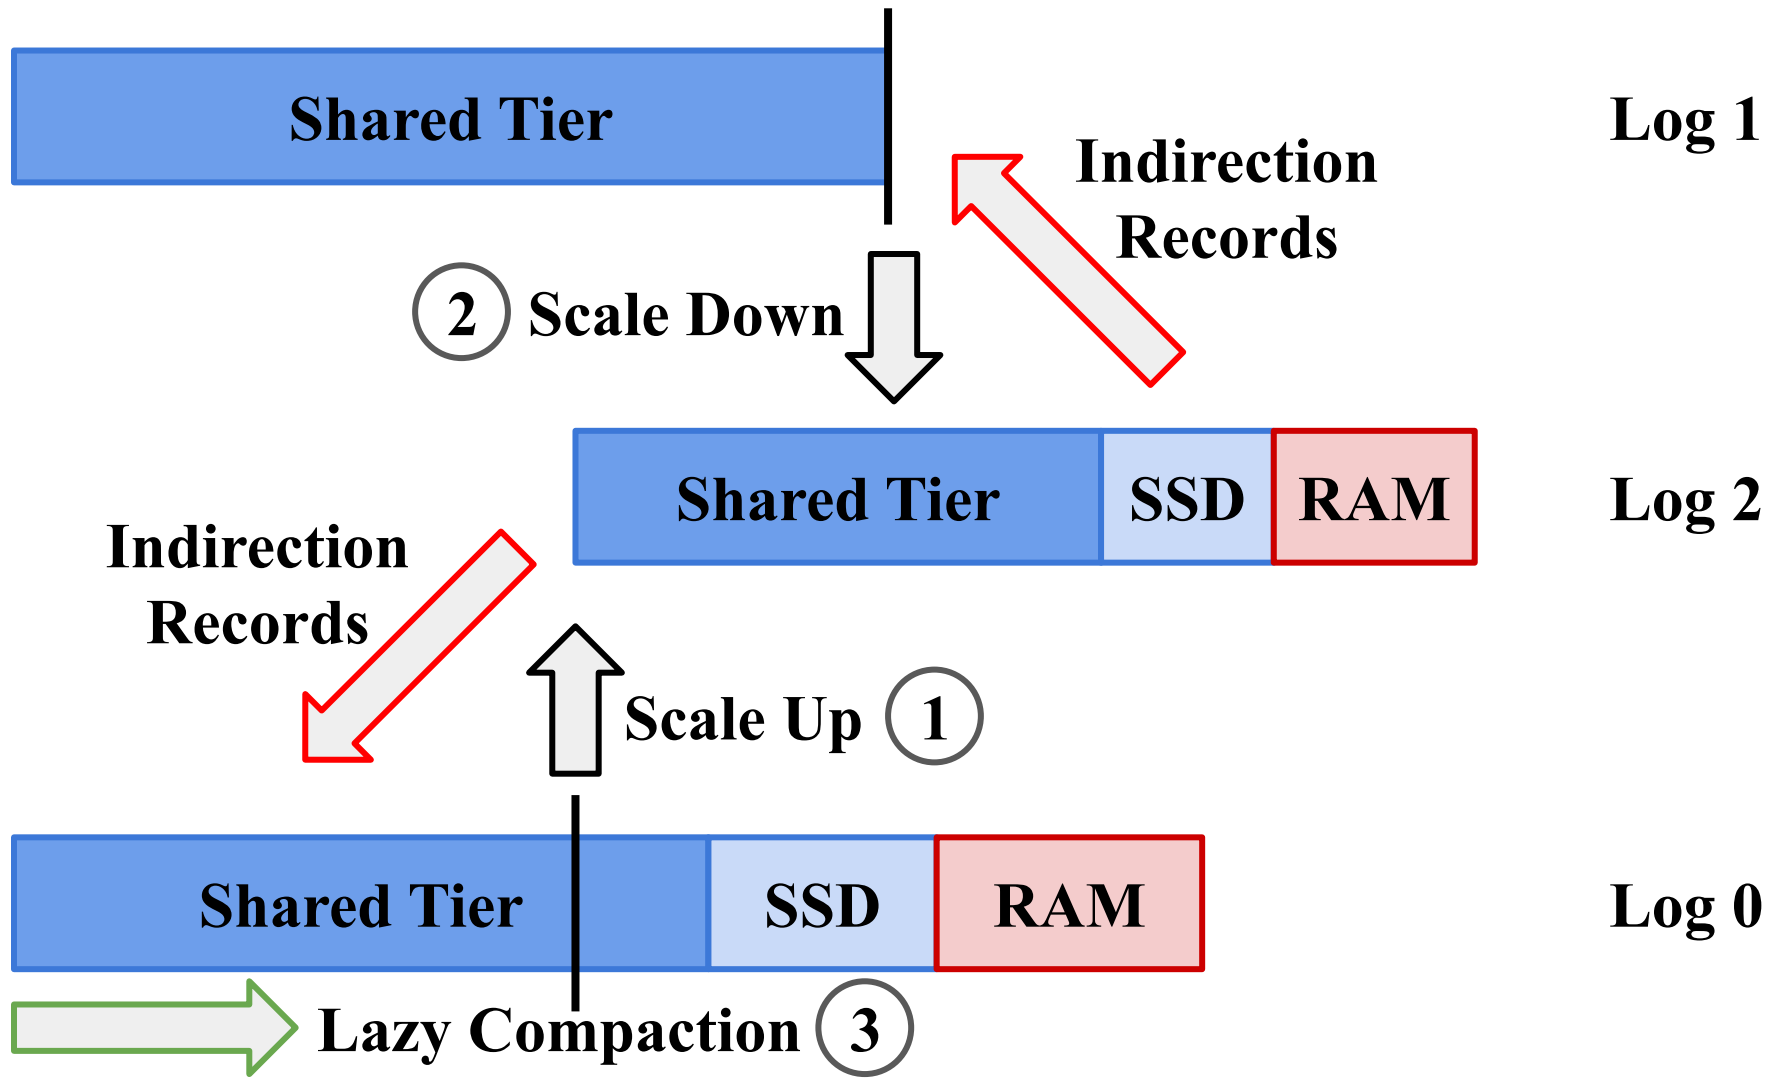 Shared Tier
Log 1
Indirection
Records
2 Scale Down
Shared Tier SSD RAM
Log 2
Indirection
Records
Scale Up 1
Shared Tier SSD RAM
Log 0
Lazy Compaction 3